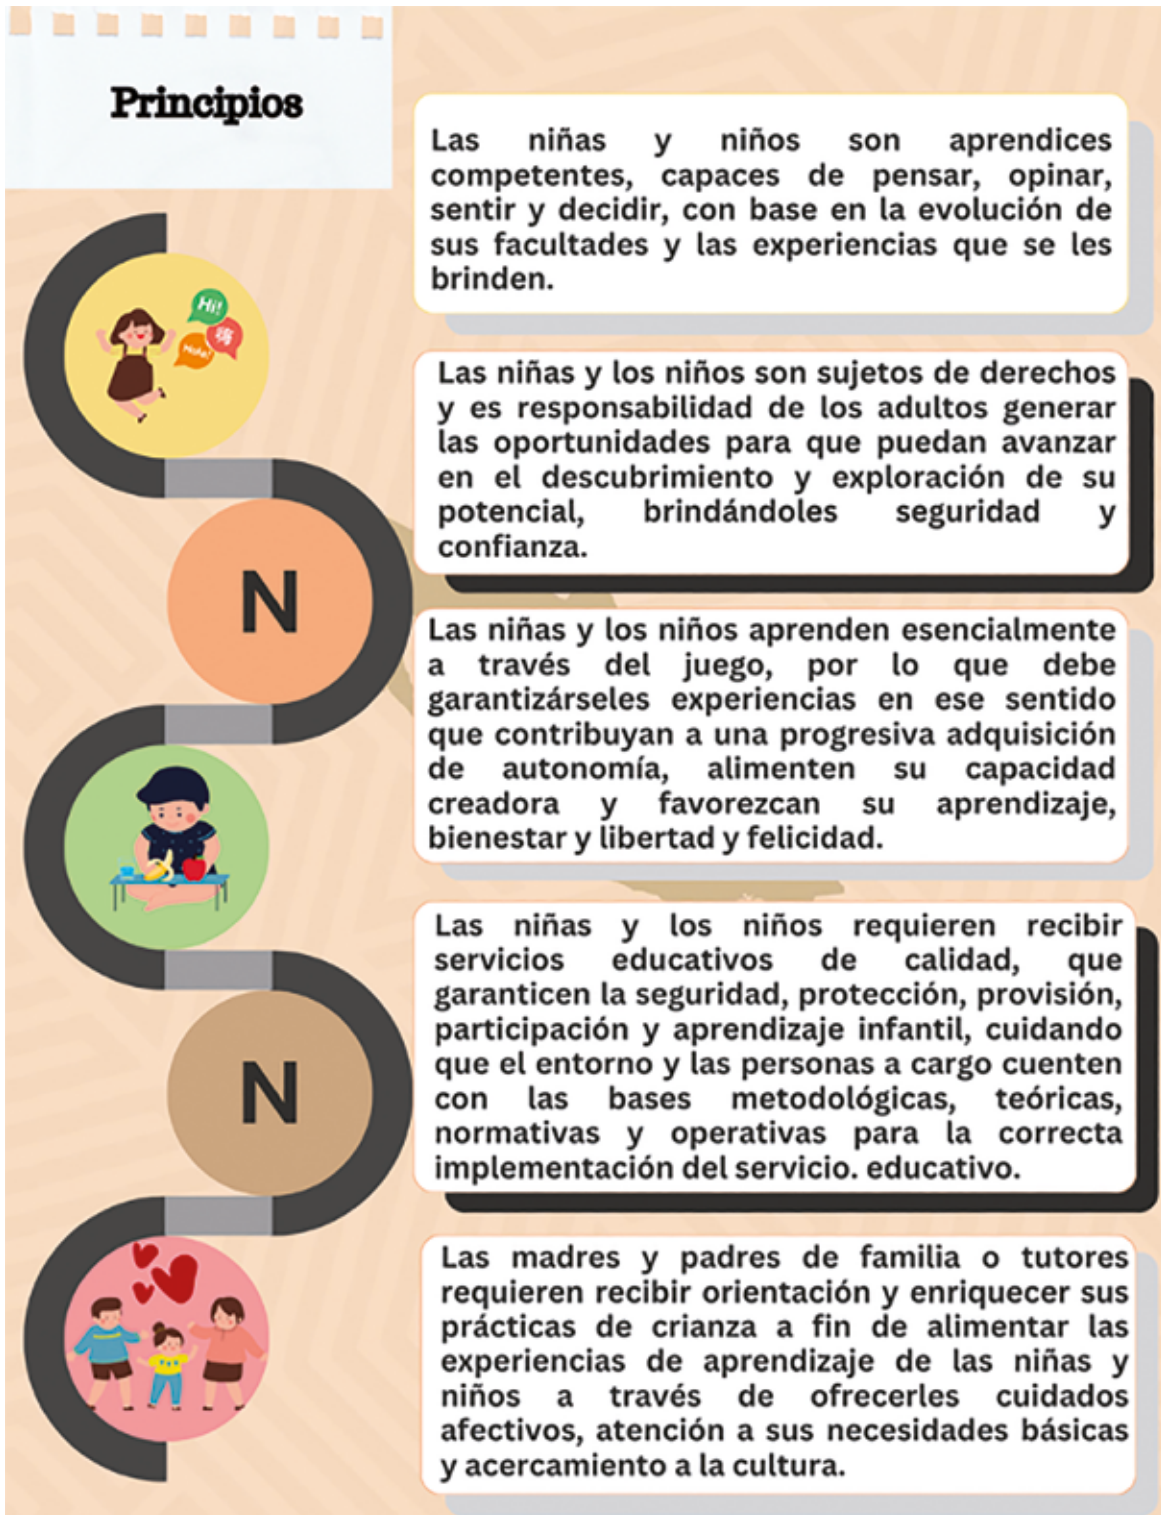 Principios
Las niñas y niños son aprendices
competentes, capaces de pensar, opinar,
sentir y decidir, con base en la evolución de
sus facultades y las experiencias que se les
brinden.
Hi!
嗨
Hola!
Las niñas y los niños son sujetos de derechos
y es responsabilidad de los adultos generar
las oportunidades para que puedan avanzar
en el descubrimiento y exploración de su
potencial, brindándoles seguridad y
confianza.
N
Las niñas y los niños aprenden esencialmente
a través del juego, por lo que debe
garantizárseles experiencias en ese sentido
que contribuyan a una progresiva adquisición
de autonomía, alimenten su capacidad
creadora y favorezcan su aprendizaje,
bienestar y libertad y felicidad.
Las niñas y los niños requieren recibir
servicios educativos de calidad, que
garanticen la seguridad, protección, provisión,
participación y aprendizaje infantil, cuidando
que el entorno y las personas a cargo cuenten
con las bases metodológicas, teóricas,
normativas y operativas para la correcta
implementación del servicio. educativo.
N
Las madres y padres de familia o tutores
requieren recibir orientación y enriquecer sus
prácticas de crianza a fin de alimentar las
experiencias de aprendizaje de las niñas y
niños a través de ofrecerles cuidados
afectivos, atención a sus necesidades básicas
y acercamiento a la cultura.